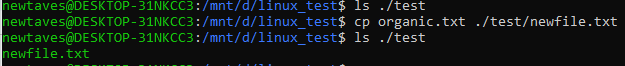 newtaves@DESKTOP-31NKCC3:/mnt/d/linux_test$ ls ./test
newtaves@DESKTOP-31NKCC3:/mnt/d/linux_test$ cp organic.txt ./test/newfile.txt
newtaves@DESKTOP-31NKCC3:/mnt/d/linux_test$ ls ./test
newfile.txt